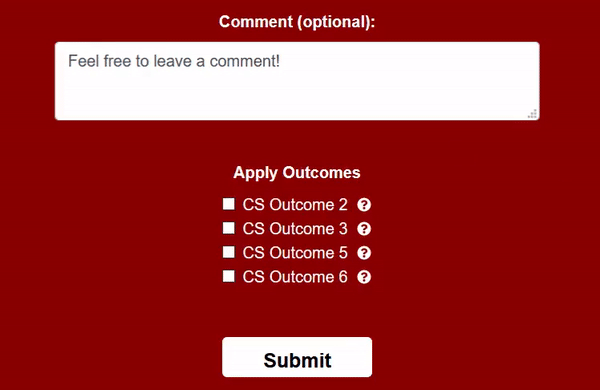 Comment (optional):
Feel free to leave a comment!
Apply Outcomes
CS Outcome 2 ?
CS Outcome 3 ?
CS Outcome 5 ?
CS Outcome 6 ?
Submit